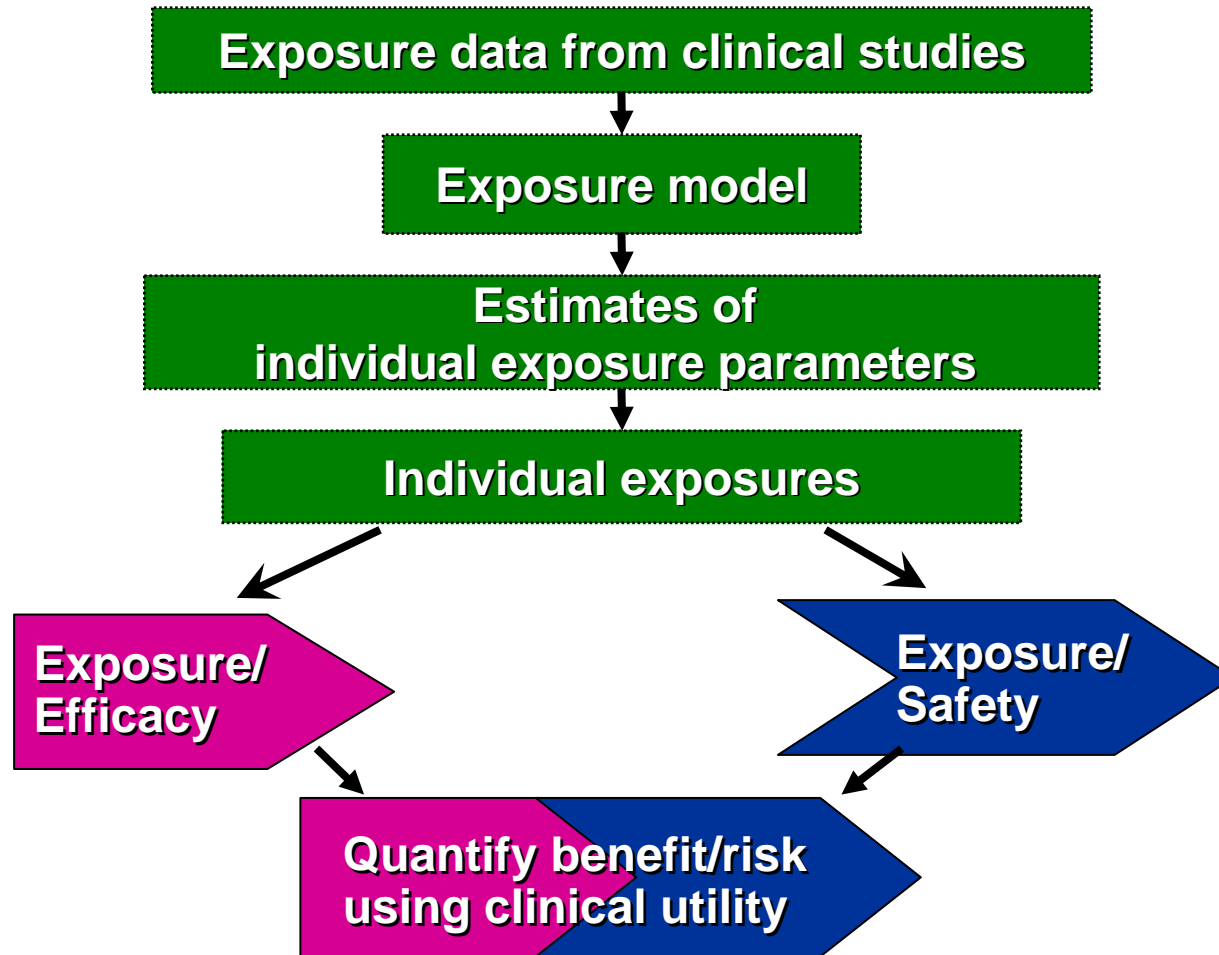 Exposure data from clinical studies
Exposure model
Estimates of
individual exposure parameters
Individual exposures
Exposure/
Efficacy
Exposure/
Safety
Quantify benefit/risk
using clinical utility